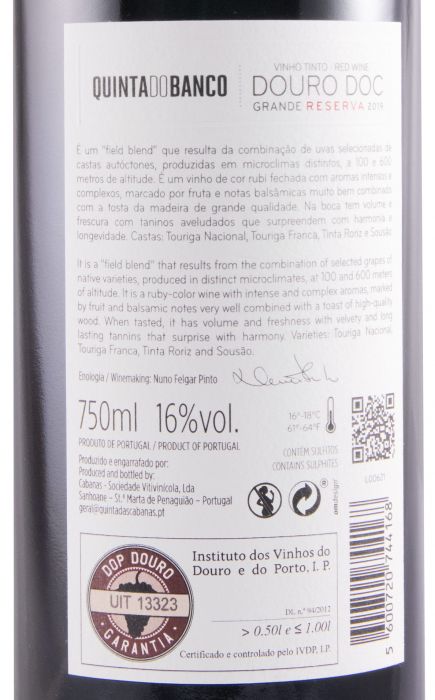 QUINTADOBANCO
VINHO TINTO / RED WINE
DOURO DOC
GRANDE RESERVA 2019
É um "field blend" que resulta da combinação de uvas selecionadas de
castas autóctones, produzidas em microclimas distintos, a 100 e 600
metros de altitude. É um vinho de cor rubi fechada com aromas intensos e
complexos, marcado por fruta e notas balsâmicas muito bem combinado
com a tosta da madeira de grande qualidade. Na boca tem volume e
frescura com taninos aveludados que surpreendem com harmonia e
longevidade. Castas: Touriga Nacional, Touriga Franca, Tinta Roriz e Sousão
It is a "field blend" that results from the combination of selected grapes of
native varieties, produced in distinct microclimates, at 100 and 600 meters
of altitude. It is a ruby-color wine with intense and complex aromas, marked
by fruit and balsamic notes very well combined with a toast of high-quality
wood. When tasted, it has volume and freshness with velvety and long
lasting tannins that surprise with harmony. Varieties: Touriga Nacional,
Touriga Franca, Tinta Roriz and Sousão.
Enologia / Winemaking: Nuno Felgar Pinto
750ml 16%vol.
PRODUTO DE PORTUGAL / PRODUCT OF PORTUGAL
16º-18ºC
61º-64ºF
CONTÉM SULFITOS
CONTAINS SULPHITES
L00621
Produzido e engarrafado por:
Produced and bottled by:
Cabanas - Sociedade Vitivinícola, Lda
Sanhoane – St.ª Marta de Penaguião – Portugal
geral@quintadascabanas.pt
omdesign
DOP DOURO
UIT 13323
GARANTIA
Instituto dos Vinhos do
Douro e do Porto, I. P.
DL. n.º 94/2012
> 0.50l e ≤ 1.00l
Certificado e controlado pelo IVDP, I.P.
5 600720 744168